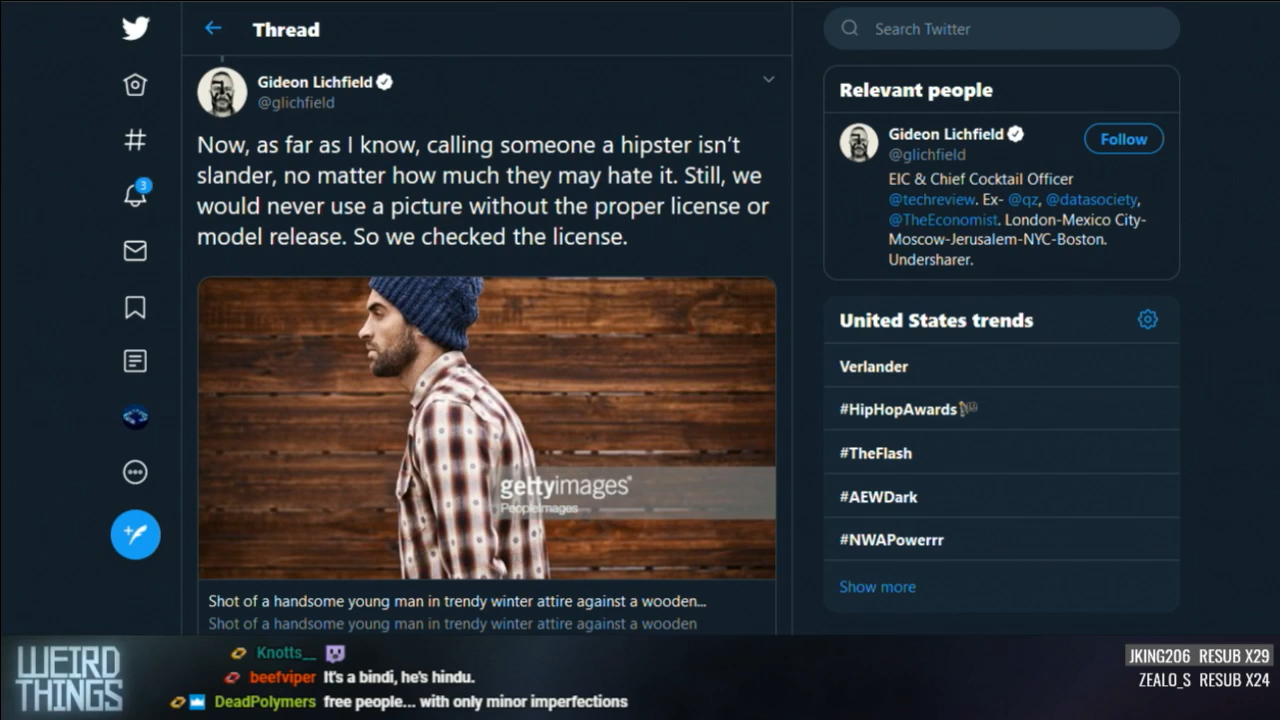 Thread
Gideon Lichfield
@glichfield
Now, as far as I know, calling someone a hipster isn't
slander, no matter how much they may hate it. Still, we
would never use a picture without the proper license or
model release. So we checked the license.
gettyimages®
PeopleImages
Shot of a handsome young man in trendy winter attire against a wooden...
Shot of a handsome young man in trendy winter attire against a wooden
3
Search Twitter
Relevant people
Gideon Lichfield
@glichfield
Follow
EIC & Chief Cocktail Officer
@techreview. Ex- @qz, @datasociety,
@TheEconomist. London-Mexico City-
Moscow-Jerusalem-NYC-Boston.
Undersharer.
United States trends
Verlander
#HipHopAwards
#TheFlash
#AEWDark
#NWAPowerrr
Show more
WEIRD
THINGS
Knotts__
beefviper It's a bindi, he's hindu.
DeadPolymers free people... with only minor imperfections
JKING206 RESUB X29
ZEALO_S RESUB X24